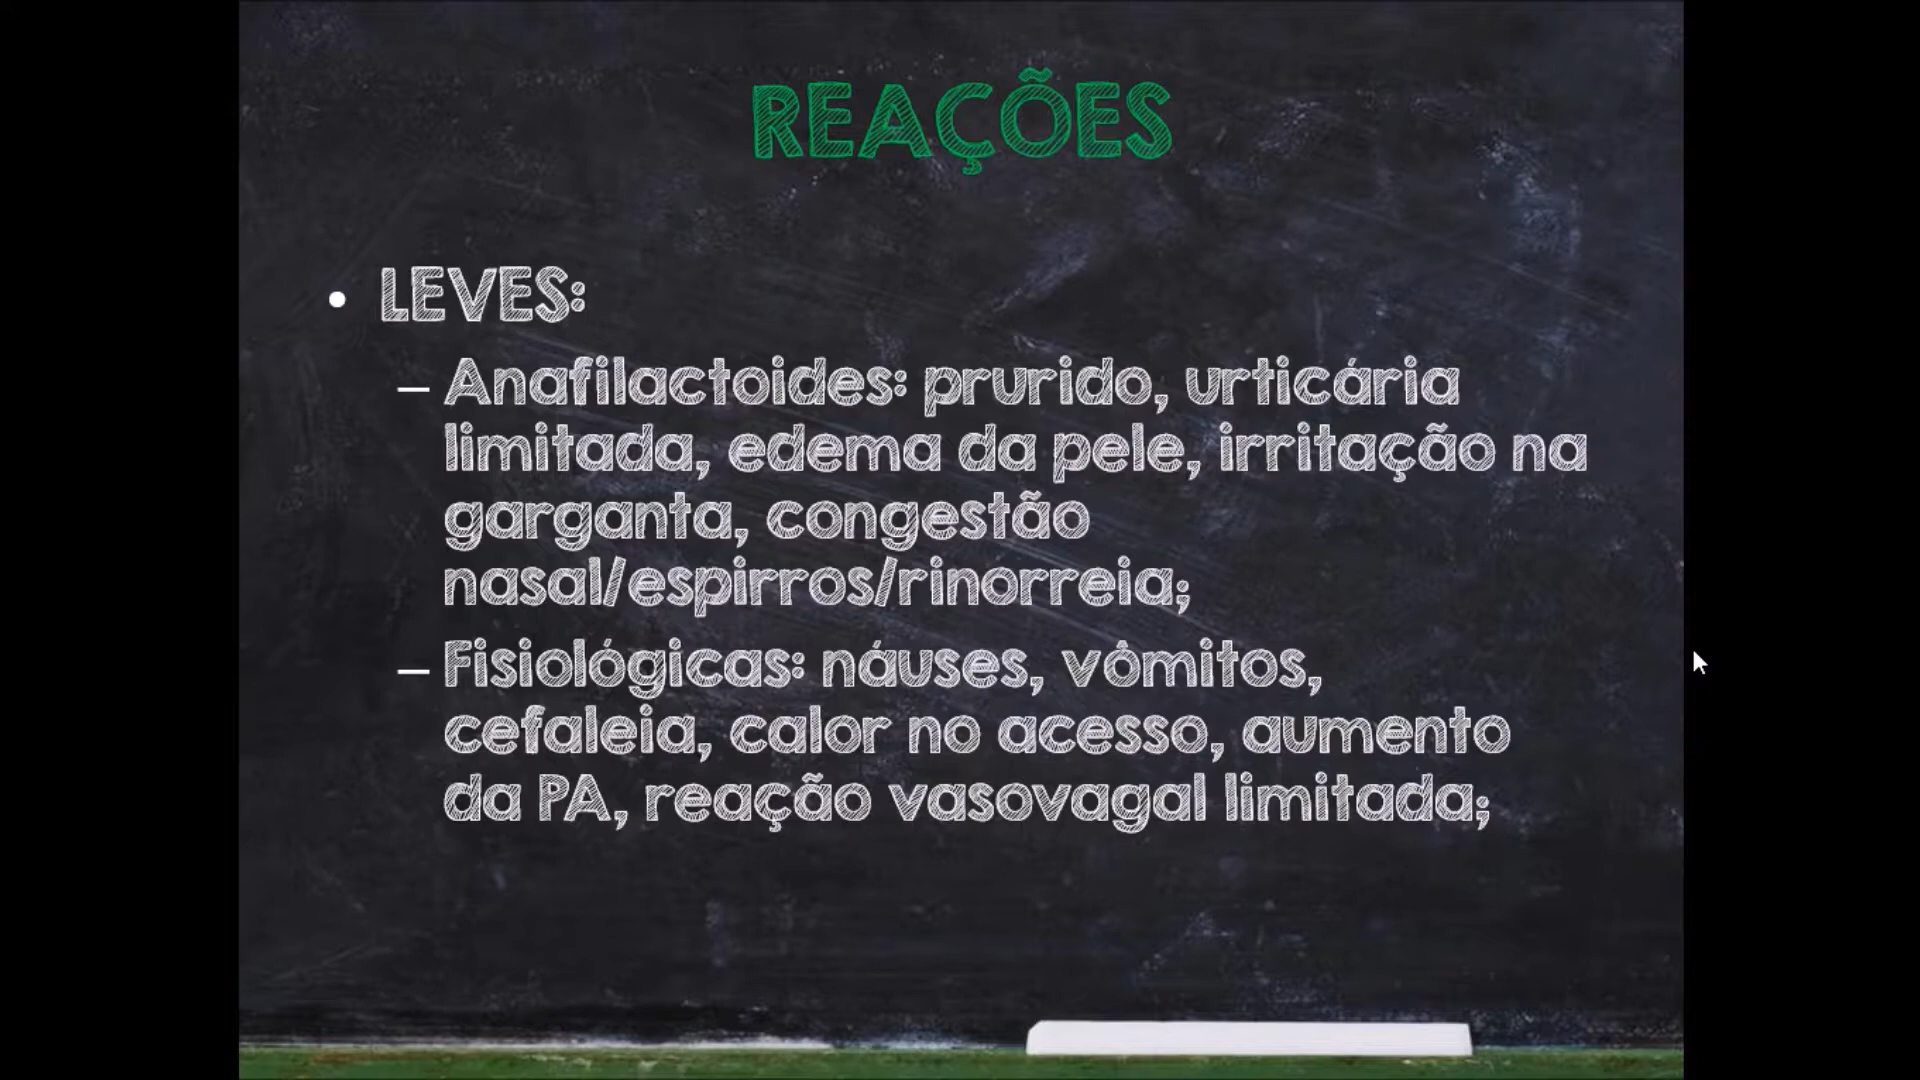 REAÇÕES
• LEVES:
– Anafilactoides: prurido, urticária
limitada, edema da pele, irritação na
garganta, congestão
nasal/espirros/rinorreia;
– Fisiológicas: náuses, vômitos,
cefaleia, calor no acesso, aumento
da PA, reação vasovagal limitada;